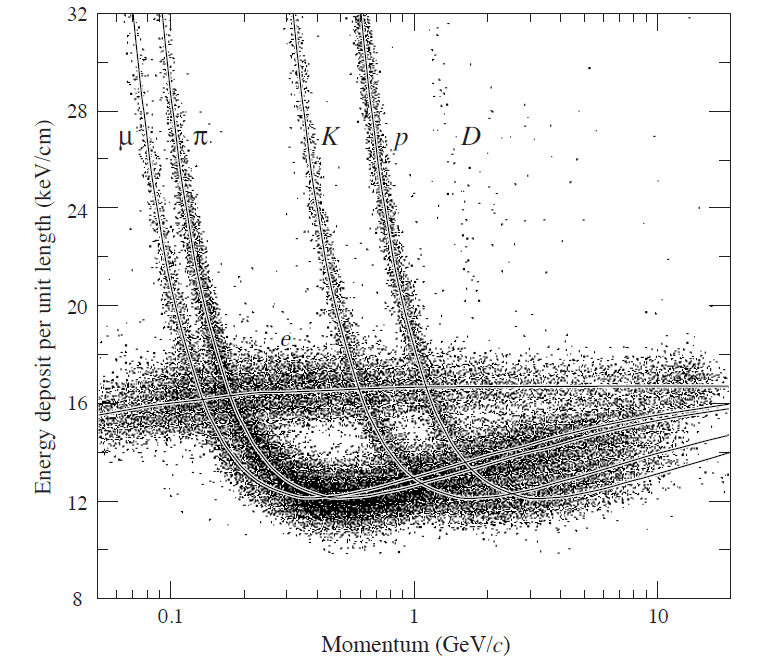 32
28
24
20
16
12
8
Energy deposit per unit length (keV/cm)
μ π K p D
e
0.1 1 10
Momentum (GeV/c)